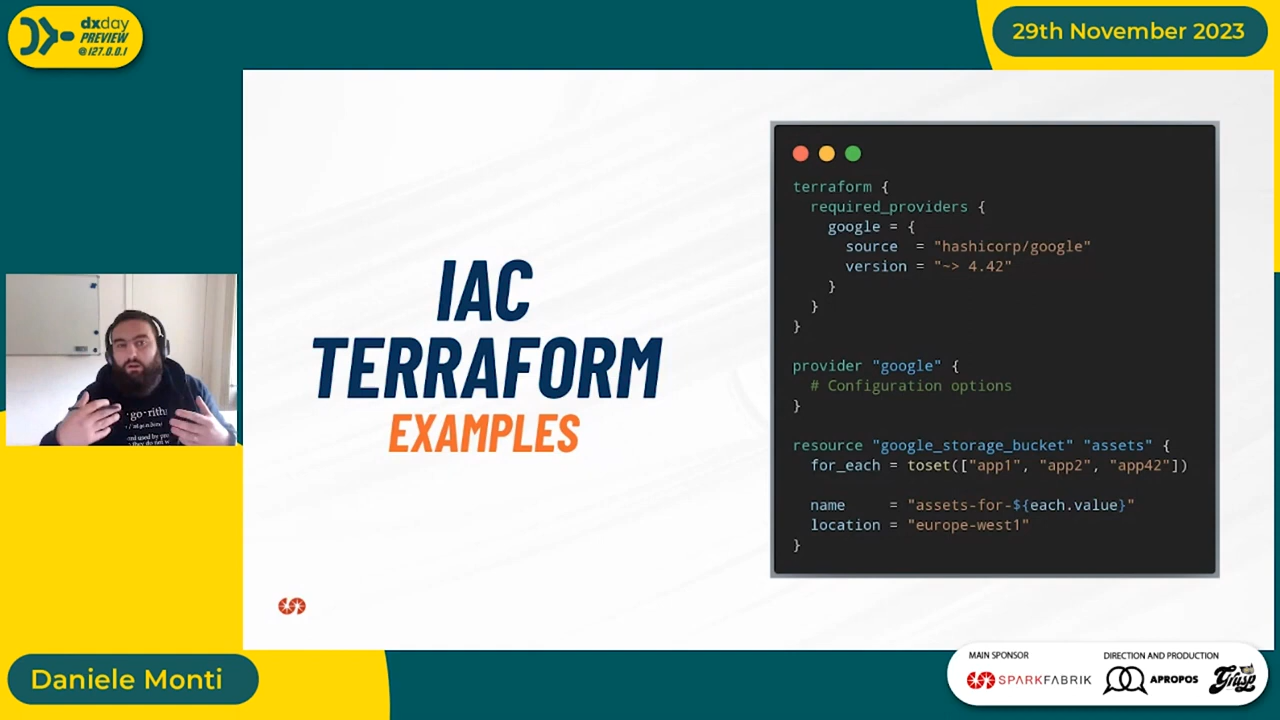 dxday
PREVIEW
@127.0.0.1
29th November 2023
IAC
TERRAFORM
EXAMPLES
terraform {
  required_providers {
    google = {
      source  = "hashicorp/google"
      version = "~> 4.42"
    }
  }
}
provider "google" {
  # Configuration options
}
resource "google_storage_bucket" "assets" {
  for_each = toset(["app1", "app2", "app42"])
  name     = "assets-for-${each.value}"
  location = "europe-west1"
}
Daniele Monti
MAIN SPONSOR
SPARKFABRIK
DIRECTION AND PRODUCTION
APROPOS
Grusp